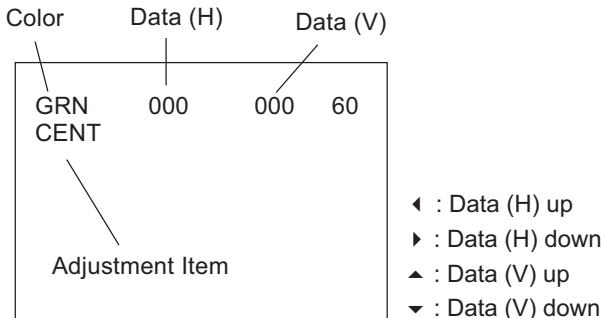 Color Data (H) Data (V)
GRN 000 000 60
CENT
Adjustment Item
◂ : Data (H) up
▸ : Data (H) down
▴ : Data (V) up
▾ : Data (V) down